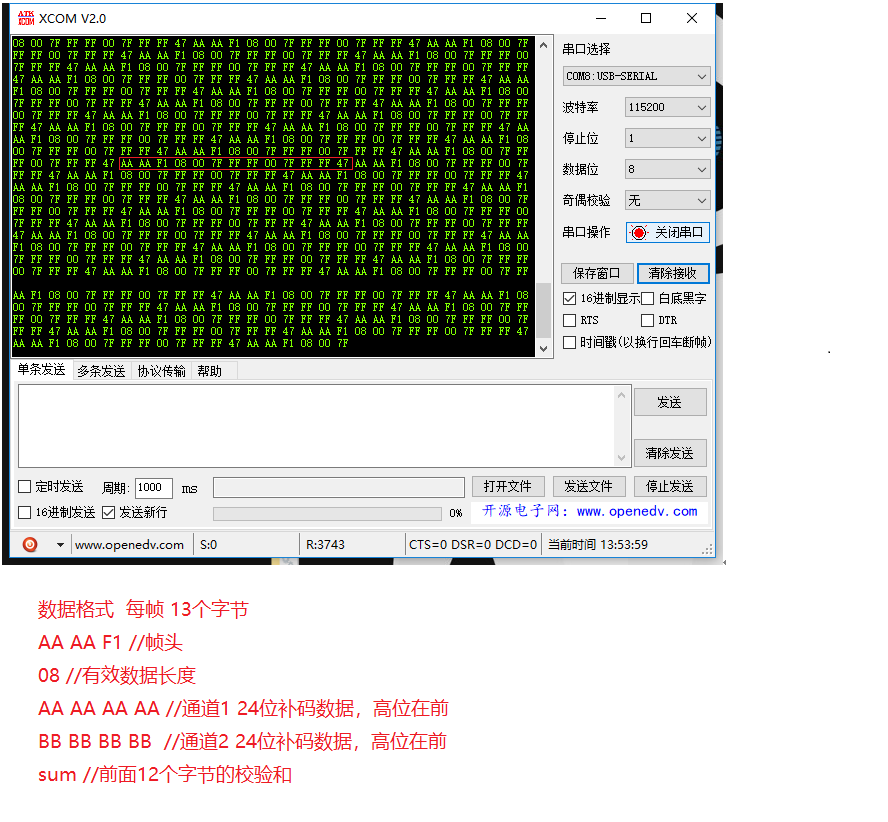 XCOM V2.0
08 00 7F FF FF 00 7F FF FF 47 AA AA F1 08 00 7F FF FF 00 7F FF FF 47 AA AA F1 08 00 7F
FF FF 00 7F FF FF 47 AA AA F1 08 00 7F FF FF 00 7F FF FF 47 AA AA F1 08 00 7F FF FF 00
7F FF FF 47 AA AA F1 08 00 7F FF FF 00 7F FF FF 47 AA AA F1 08 00 7F FF FF 00 7F FF FF
47 AA AA F1 08 00 7F FF FF 00 7F FF FF 47 AA AA F1 08 00 7F FF FF 00 7F FF FF 47 AA AA
F1 08 00 7F FF FF 00 7F FF FF 47 AA AA F1 08 00 7F FF FF 00 7F FF FF 47 AA AA F1 08 00
7F FF FF 00 7F FF FF 47 AA AA F1 08 00 7F FF FF 00 7F FF FF 47 AA AA F1 08 00 7F FF FF
00 7F FF FF 47 AA AA F1 08 00 7F FF FF 00 7F FF FF 47 AA AA F1 08 00 7F FF FF 00 7F FF
FF 47 AA AA F1 08 00 7F FF FF 00 7F FF FF 47 AA AA F1 08 00 7F FF FF 00 7F FF FF 47 AA
AA F1 08 00 7F FF FF 00 7F FF FF 47 AA AA F1 08 00 7F FF FF 00 7F FF FF 47 AA AA F1 08
00 7F FF FF 00 7F FF FF 47 AA AA F1 08 00 7F FF FF 00 7F FF FF 47 AA AA F1 08 00 7F FF
FF 00 7F FF FF 47 AA AA F1 08 00 7F FF FF 00 7F FF FF 47 AA AA F1 08 00 7F FF FF 00 7F
FF FF 47 AA AA F1 08 00 7F FF FF 00 7F FF FF 47 AA AA F1 08 00 7F FF FF 00 7F FF FF 47
AA AA F1 08 00 7F FF FF 00 7F FF FF 47 AA AA F1 08 00 7F FF FF 00 7F FF FF 47 AA AA F1
08 00 7F FF FF 00 7F FF FF 47 AA AA F1 08 00 7F FF FF 00 7F FF FF 47 AA AA F1 08 00 7F
FF FF 00 7F FF FF 47 AA AA F1 08 00 7F FF FF 00 7F FF FF 47 AA AA F1 08 00 7F FF FF 00
7F FF FF 47 AA AA F1 08 00 7F FF FF 00 7F FF FF 47 AA AA F1 08 00 7F FF FF 00 7F FF FF
47 AA AA F1 08 00 7F FF FF 00 7F FF FF 47 AA AA F1 08 00 7F FF FF 00 7F FF FF 47 AA AA
F1 08 00 7F FF FF 00 7F FF FF 47 AA AA F1 08 00 7F FF FF 00 7F FF FF 47 AA AA F1 08 00
7F FF FF 00 7F FF FF 47 AA AA F1 08 00 7F FF FF 00 7F FF FF 47 AA AA F1 08 00 7F FF FF
00 7F FF FF 47 AA AA F1 08 00 7F FF FF 00 7F FF FF 47 AA AA F1 08 00 7F FF FF 00 7F FF
AA F1 08 00 7F FF FF 00 7F FF FF 47 AA AA F1 08 00 7F FF FF 00 7F FF FF 47 AA AA F1 08
00 7F FF FF 00 7F FF FF 47 AA AA F1 08 00 7F FF FF 00 7F FF FF 47 AA AA F1 08 00 7F FF
FF 00 7F FF FF 47 AA AA F1 08 00 7F FF FF 00 7F FF FF 47 AA AA F1 08 00 7F FF FF 00 7F
FF FF 47 AA AA F1 08 00 7F FF FF 00 7F FF FF 47 AA AA F1 08 00 7F FF FF 00 7F FF FF 47
AA AA F1 08 00 7F FF FF 00 7F FF FF 47 AA AA F1 08 00 7F
串口选择
COM8:USB-SERIAL
波特率 115200
停止位 1
数据位 8
奇偶校验 无
串口操作 关闭串口
保存窗口 清除接收
16进制显示 白底黑字
RTS DTR
时间戳(以换行回车断帧)
单条发送 多条发送 协议传输 帮助
发送
清除发送
定时发送 周期: 1000 ms 打开文件 发送文件 停止发送
16进制发送 发送新行 0% 开源电子网：www.openedv.com
www.openedv.com S:0 R:3743 CTS=0 DSR=0 DCD=0 当前时间 13:53:59
数据格式 每帧 13个字节
AA AA F1 //帧头
08 //有效数据长度
AA AA AA AA //通道1 24位补码数据，高位在前
BB BB BB BB //通道2 24位补码数据，高位在前
sum //前面12个字节的校验和